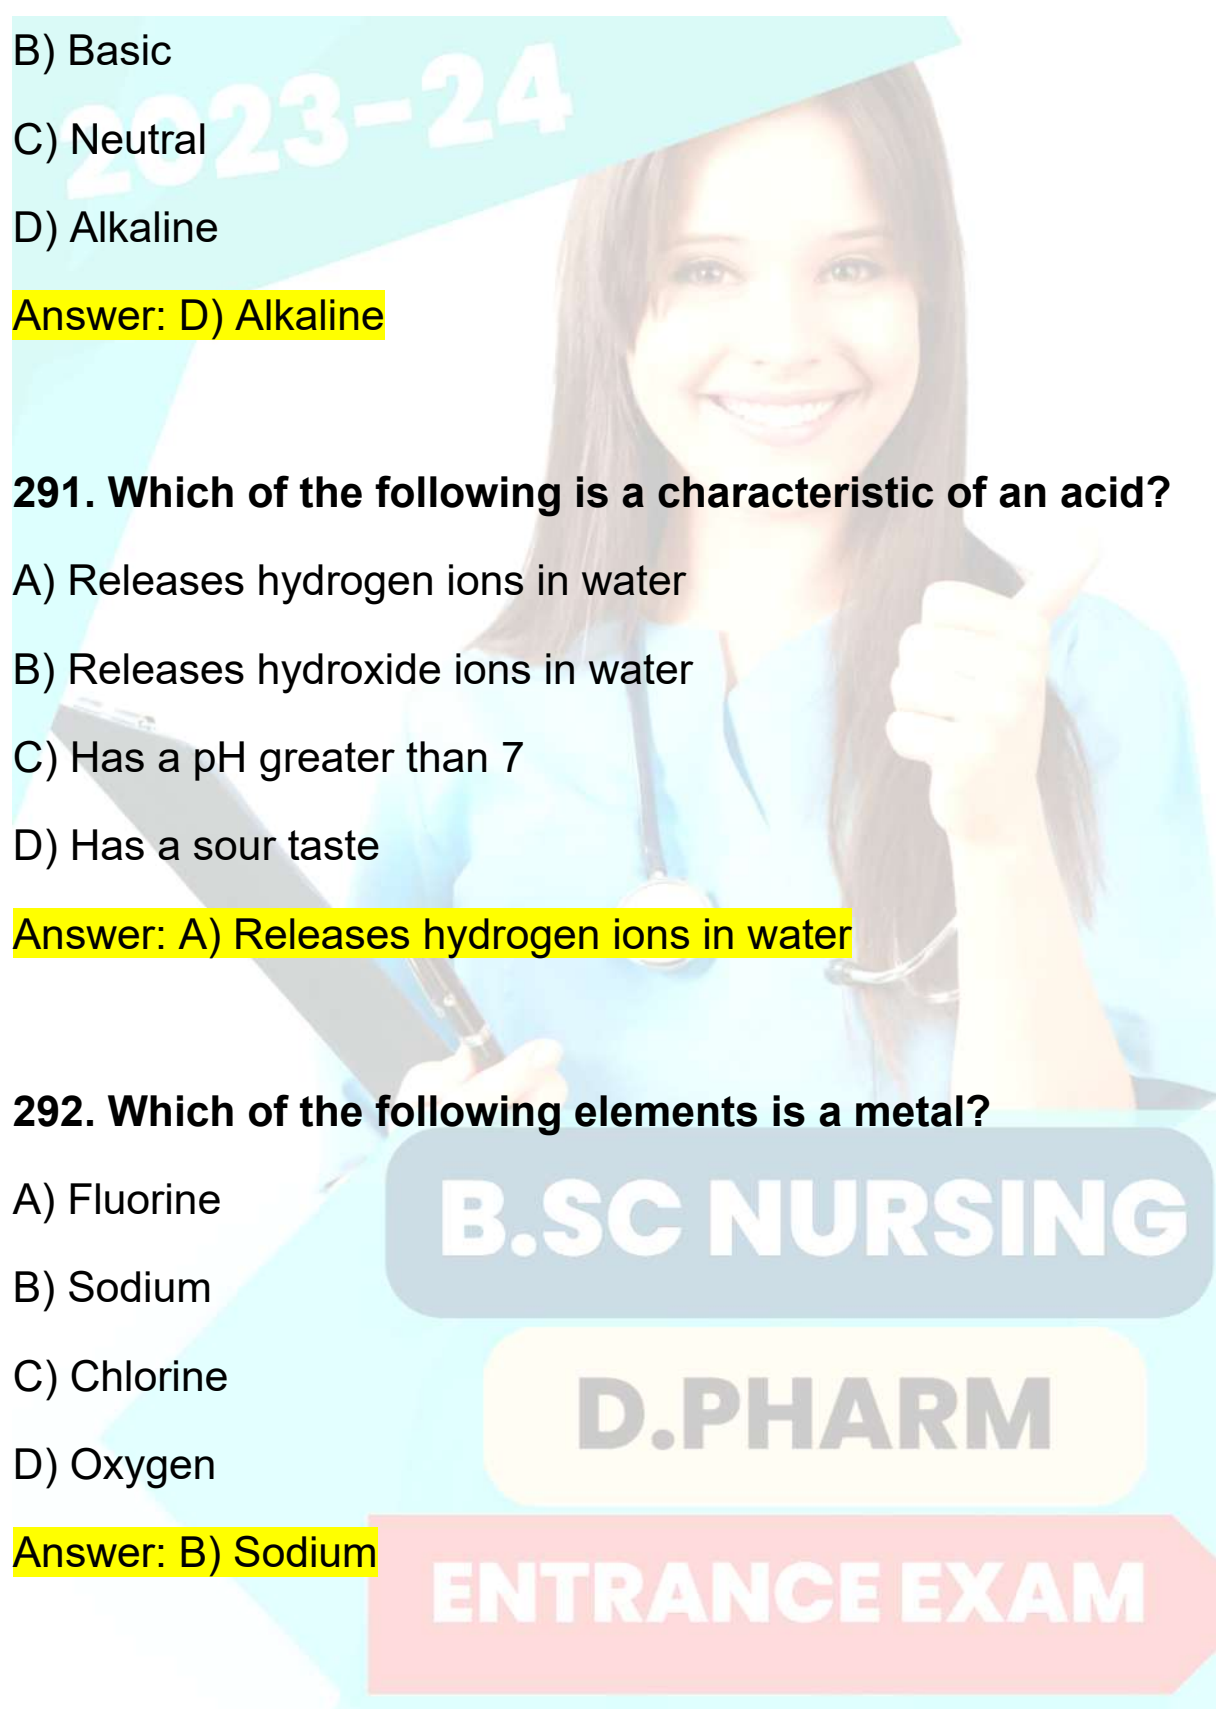 B) Basic
2023-24
C) Neutral
D) Alkaline
Answer: D) Alkaline
291. Which of the following is a characteristic of an acid?
A) Releases hydrogen ions in water
B) Releases hydroxide ions in water
C) Has a pH greater than 7
D) Has a sour taste
Answer: A) Releases hydrogen ions in water
292. Which of the following elements is a metal?
A) Fluorine
B.SC NURSING
B) Sodium
C) Chlorine
D.PHARM
D) Oxygen
Answer: B) Sodium
ENTRANCE EXAM